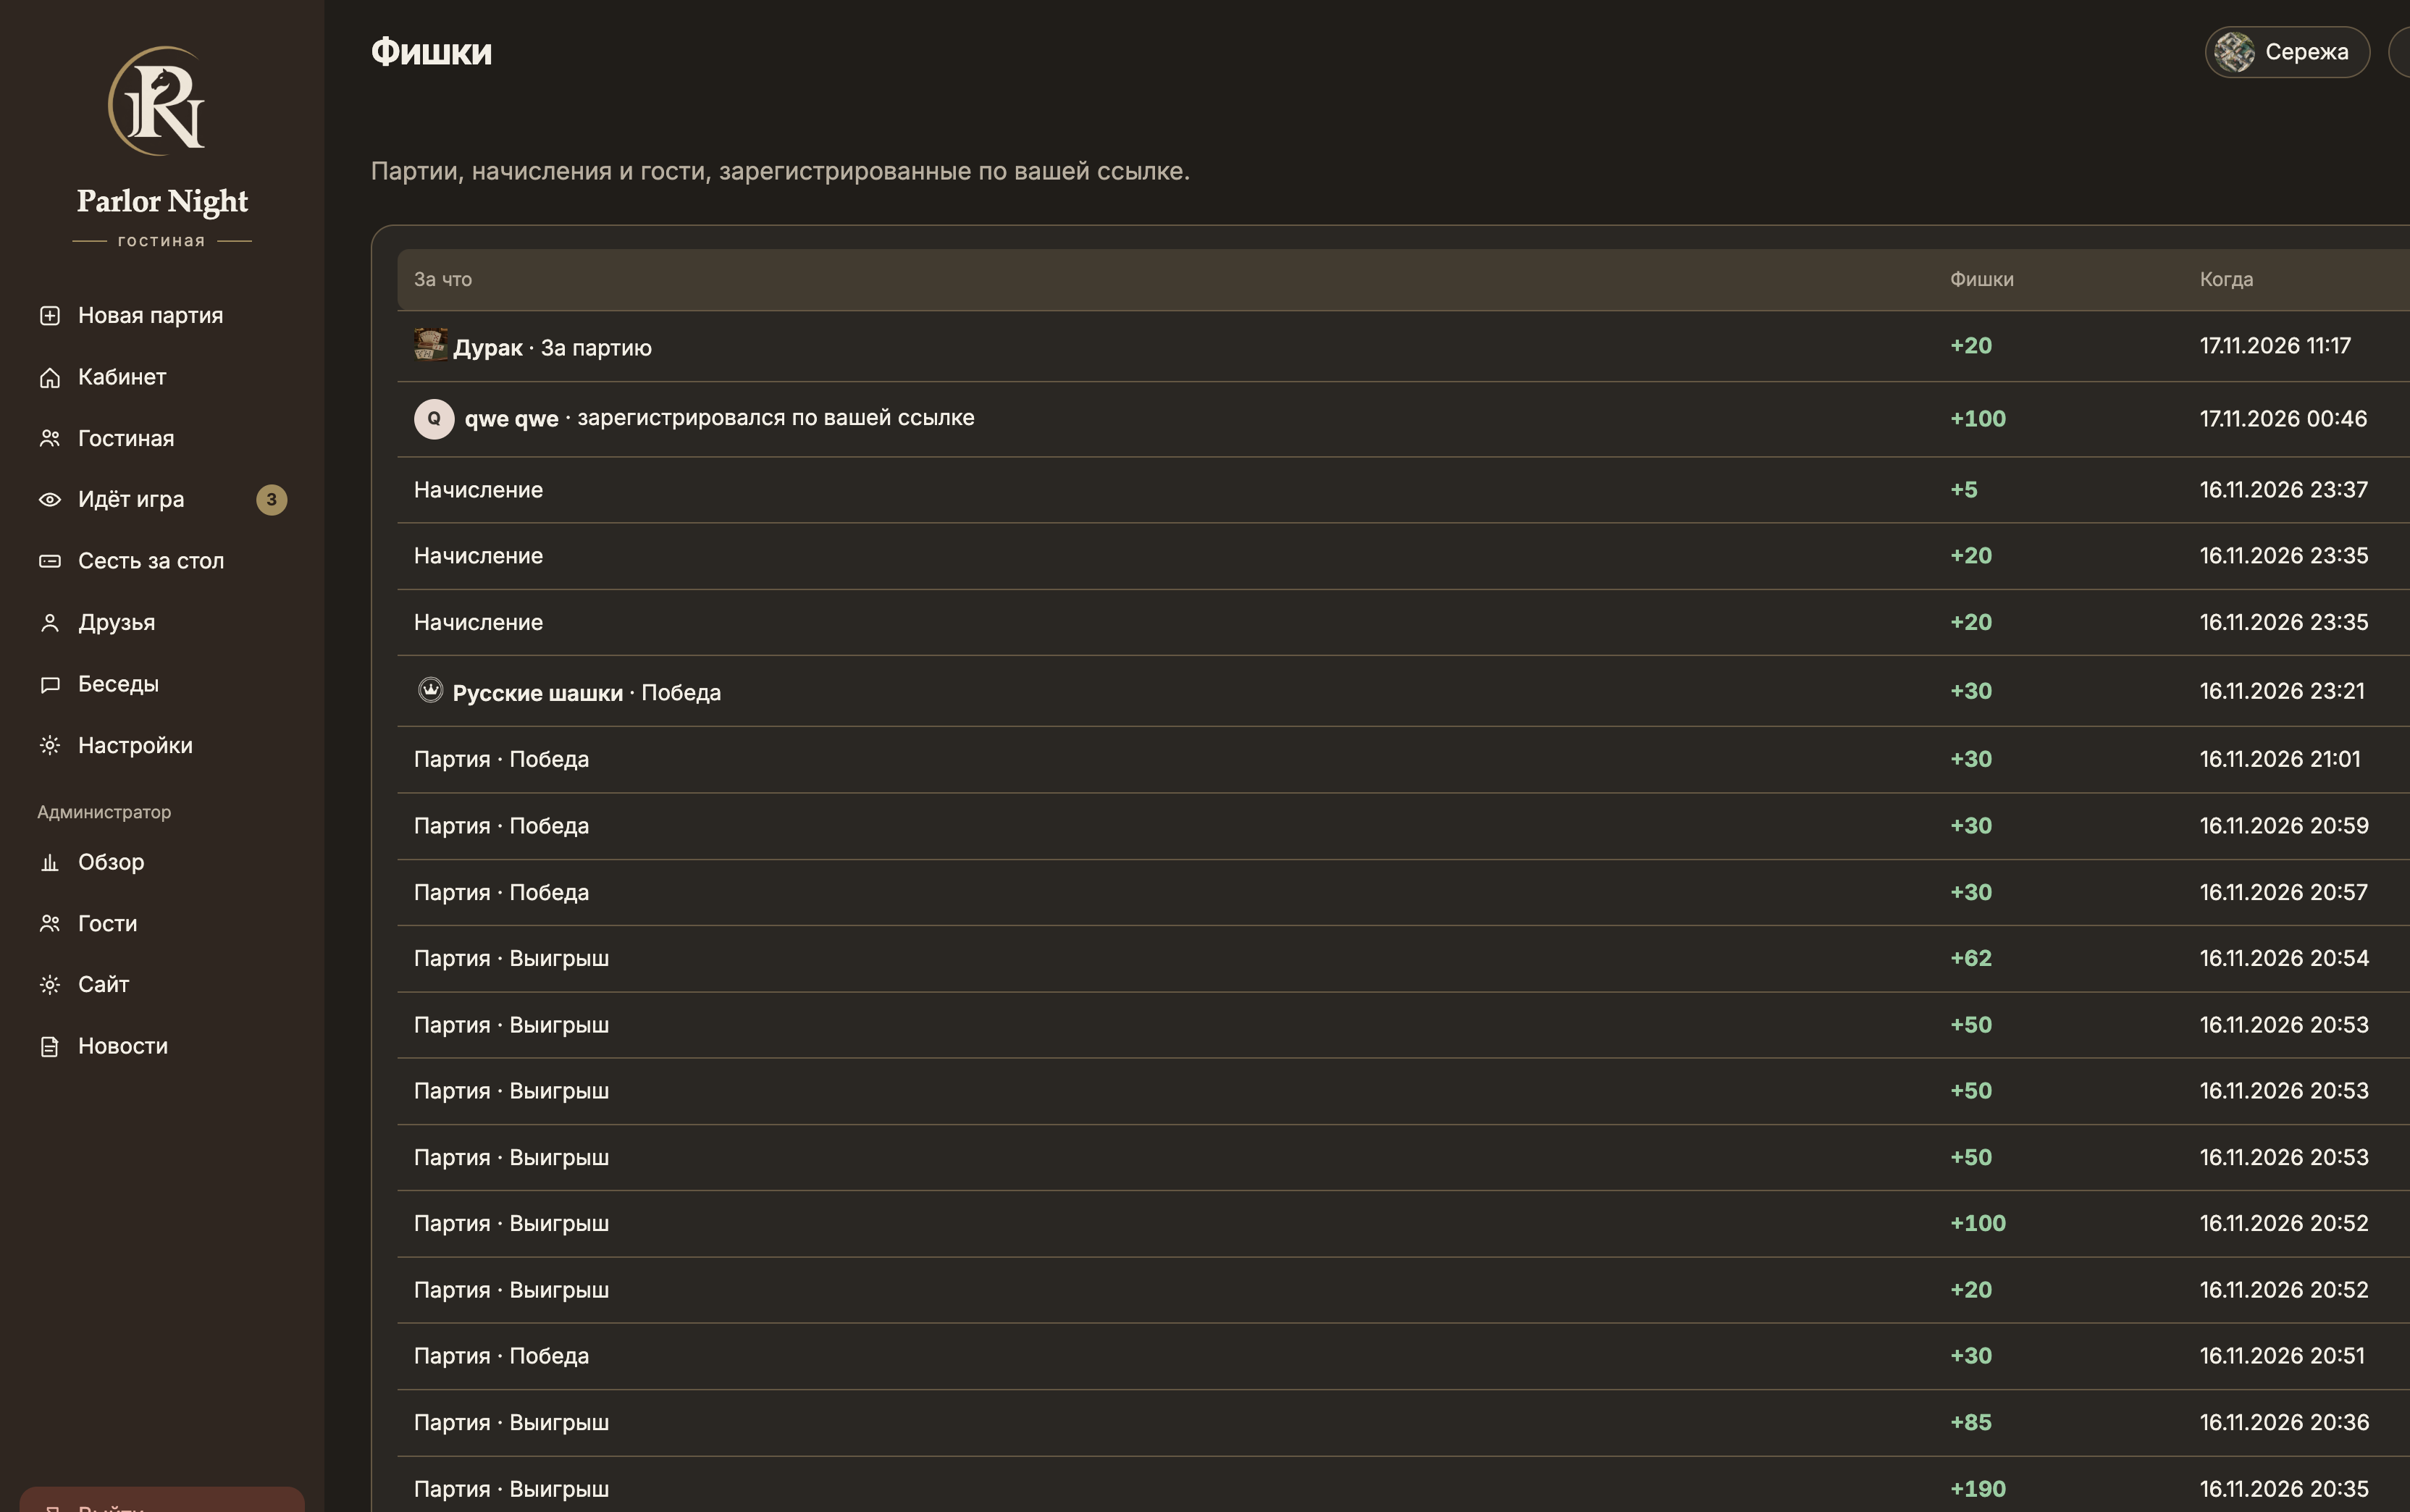 Parlor Night
гостиная
Новая партия
Кабинет
Гостиная
Идёт игра 3
Сесть за стол
Друзья
Беседы
Настройки
Администратор
Обзор
Гости
Сайт
Новости
Фишки
Сережа
Партии, начисления и гости, зарегистрированные по вашей ссылке.
За что Фишки Когда
Дурак · За партию +20 17.11.2026 11:17
Q qwe qwe · зарегистрировался по вашей ссылке +100 17.11.2026 00:46
Начисление +5 16.11.2026 23:37
Начисление +20 16.11.2026 23:35
Начисление +20 16.11.2026 23:35
Русские шашки · Победа +30 16.11.2026 23:21
Партия · Победа +30 16.11.2026 21:01
Партия · Победа +30 16.11.2026 20:59
Партия · Победа +30 16.11.2026 20:57
Партия · Выигрыш +62 16.11.2026 20:54
Партия · Выигрыш +50 16.11.2026 20:53
Партия · Выигрыш +50 16.11.2026 20:53
Партия · Выигрыш +50 16.11.2026 20:53
Партия · Выигрыш +100 16.11.2026 20:52
Партия · Выигрыш +20 16.11.2026 20:52
Партия · Победа +30 16.11.2026 20:51
Партия · Выигрыш +85 16.11.2026 20:36
Партия · Выигрыш +190 16.11.2026 20:35